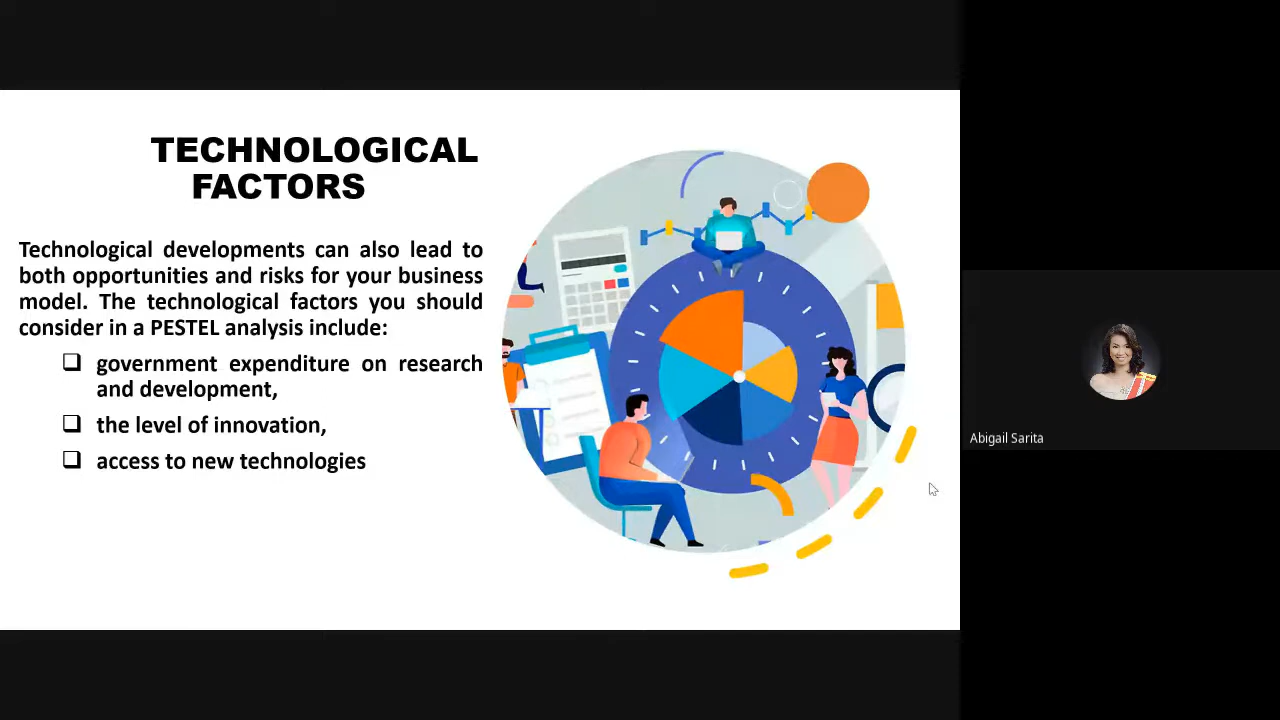 TECHNOLOGICAL
FACTORS
Technological developments can also lead to
both opportunities and risks for your business
model. The technological factors you should
consider in a PESTEL analysis include:
❑ government expenditure on research
and development,
❑ the level of innovation,
❑ access to new technologies
Abigail Sarita